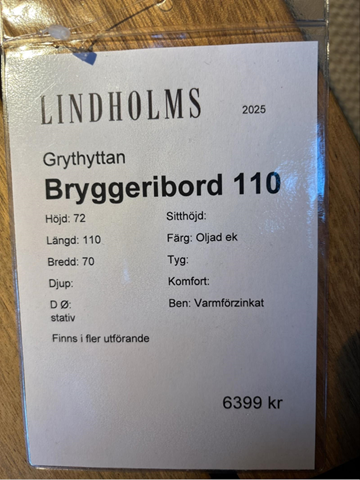 LINDHOLMS 2025
Grythyttan
Bryggeribord 110
Höjd: 72 Sitthöjd:
Längd: 110 Färg: Oljad ek
Bredd: 70 Tyg:
Djup: Komfort:
D Ø: Ben: Varmförzinkat
stativ
Finns i fler utförande
6399 kr